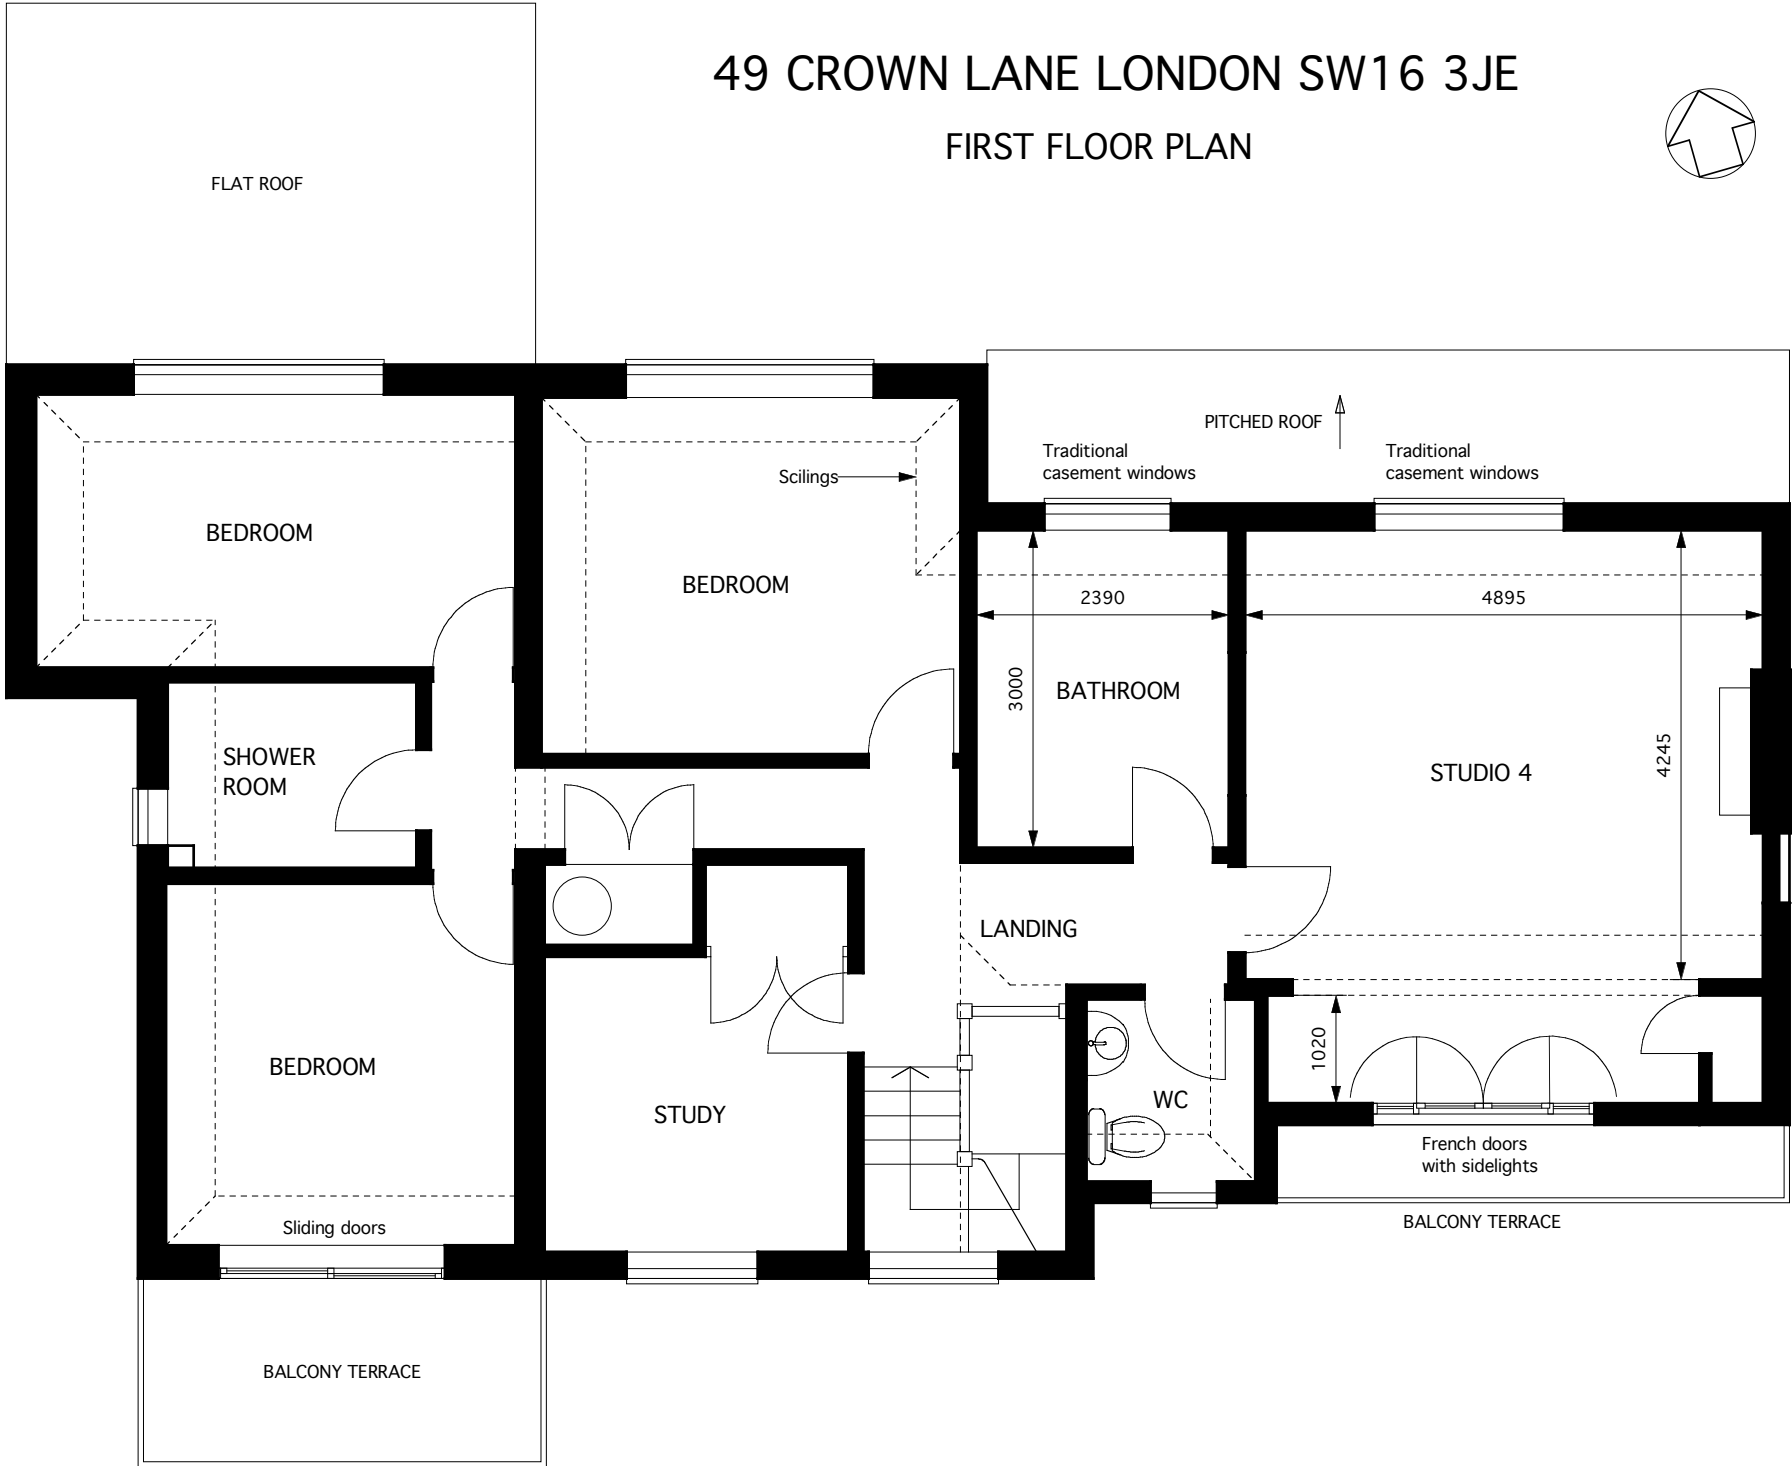 49 CROWN LANE LONDON SW16 3JE
FIRST FLOOR PLAN
FLAT ROOF
PITCHED ROOF
Traditional
casement windows
Traditional
casement windows
Scilings
BEDROOM
BEDROOM
2390
4895
3000
BATHROOM
4245
STUDIO 4
SHOWER
ROOM
LANDING
1020
BEDROOM
STUDY
WC
French doors
with sidelights
BALCONY TERRACE
Sliding doors
BALCONY TERRACE